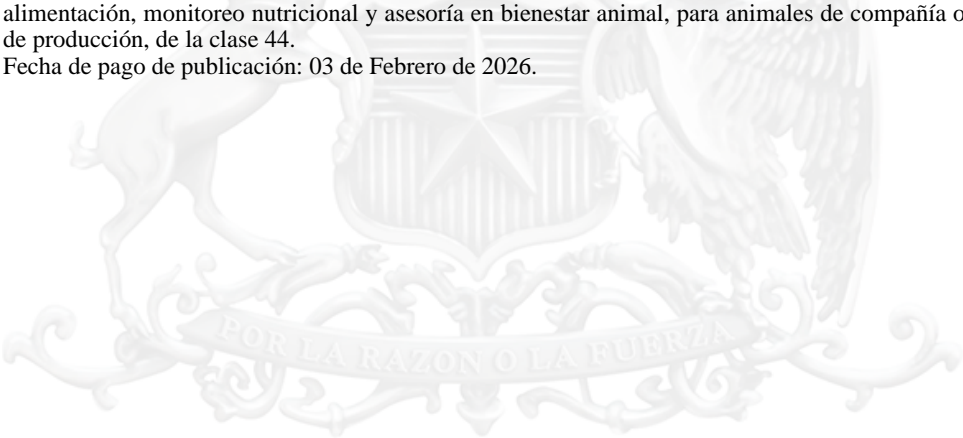 alimentación, monitoreo nutricional y asesoría en bienestar animal, para animales de compañía o
de producción, de la clase 44.
Fecha de pago de publicación: 03 de Febrero de 2026.
POR LA RAZON O LA FUERZA